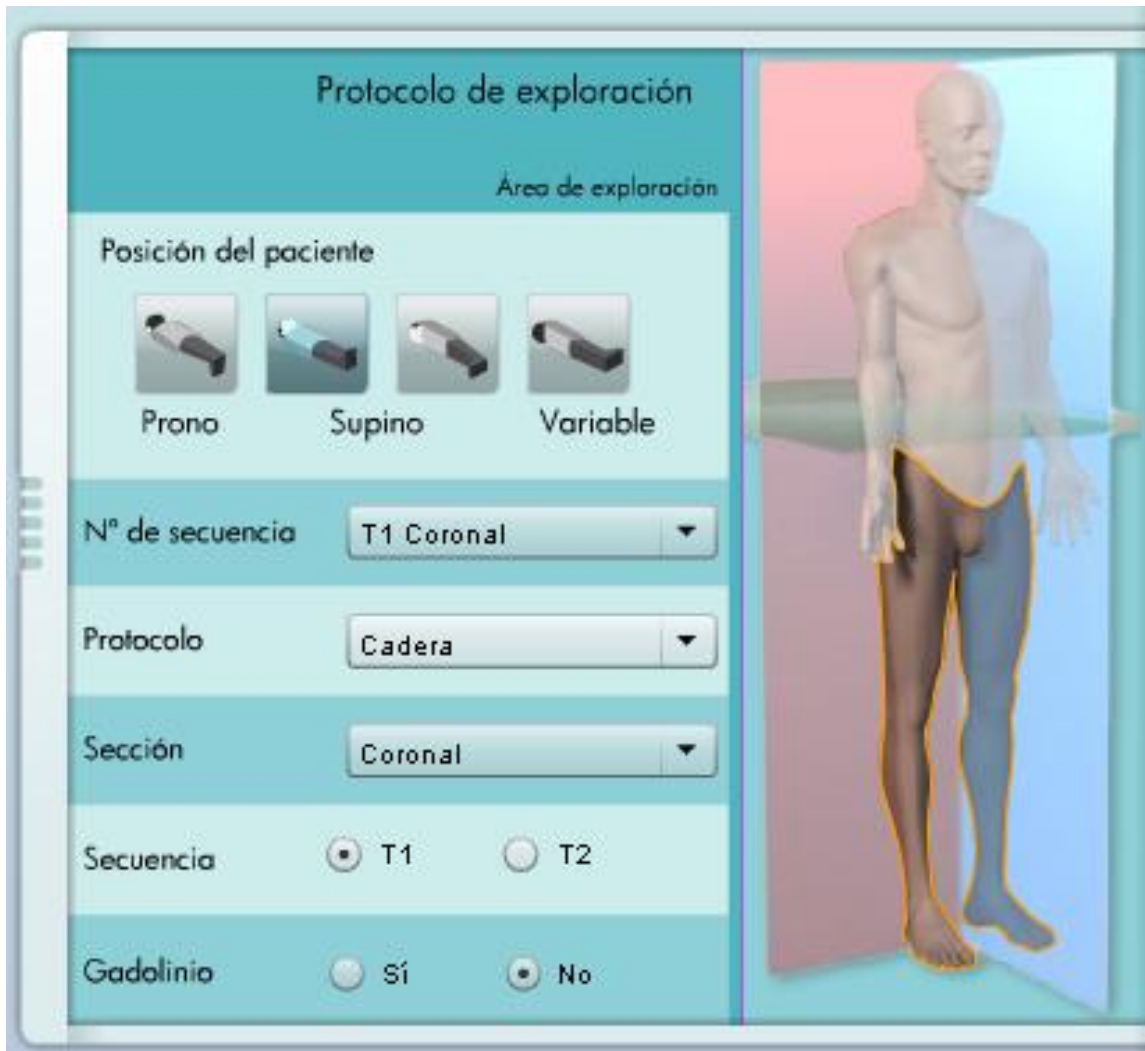 Protocolo de exploración
Área de exploración
Posición del paciente
Prono Supino Variable
N° de secuencia T1 Coronal
Protocolo Cadera
Sección Coronal
Secuencia T1 T2
Gadolinio Sí No